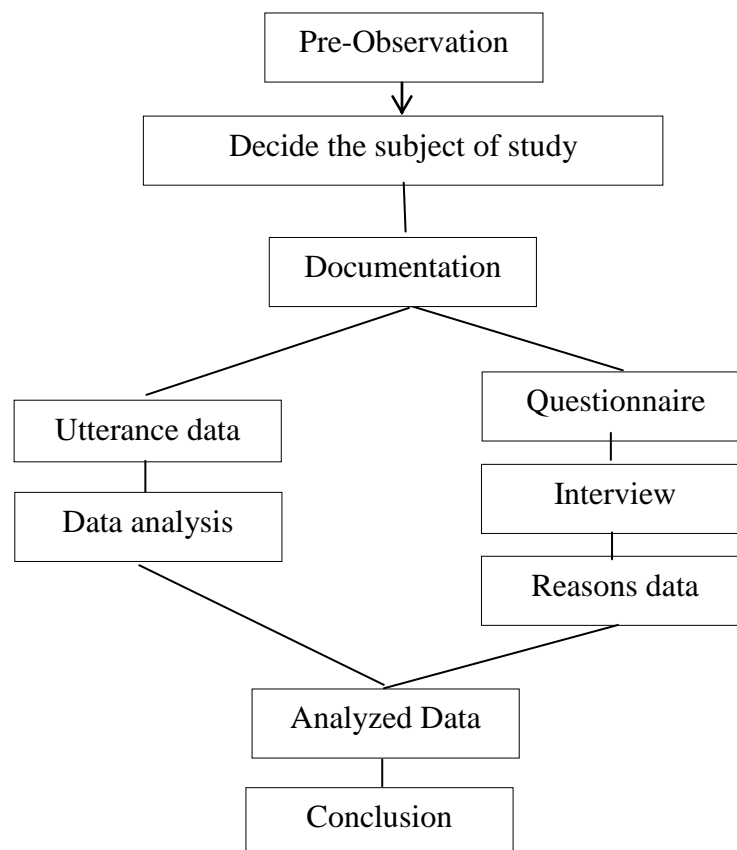 Pre-Observation
Decide the subject of study
Documentation
Utterance data
Data analysis
Questionnaire
Interview
Reasons data
Analyzed Data
Conclusion